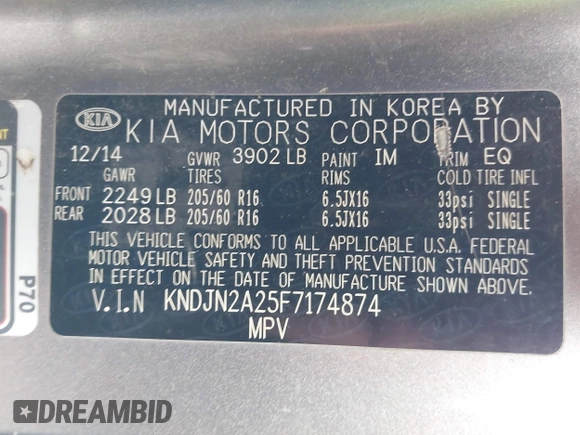 MANUFACTURED IN KOREA BY
KIA KIA MOTORS CORPORATION
12/14 GVWR 3902 LB PAINT IM TRIM EQ
GAWR TIRES RIMS COLD TIRE INFL
FRONT 2249 LB 205/60 R16 6.5JX16 33psi SINGLE
REAR 2028 LB 205/60 R16 6.5JX16 33psi SINGLE
THIS VEHICLE CONFORMS TO ALL APPLICABLE U.S.A. FEDERAL
MOTOR VEHICLE SAFETY AND THEFT PREVENTION STANDARDS
IN EFFECT ON THE DATE OF MANUFACTURE SHOWN ABOVE.
V.I.N KNDJN2A25F7174874
MPV
P70
DREAMBID